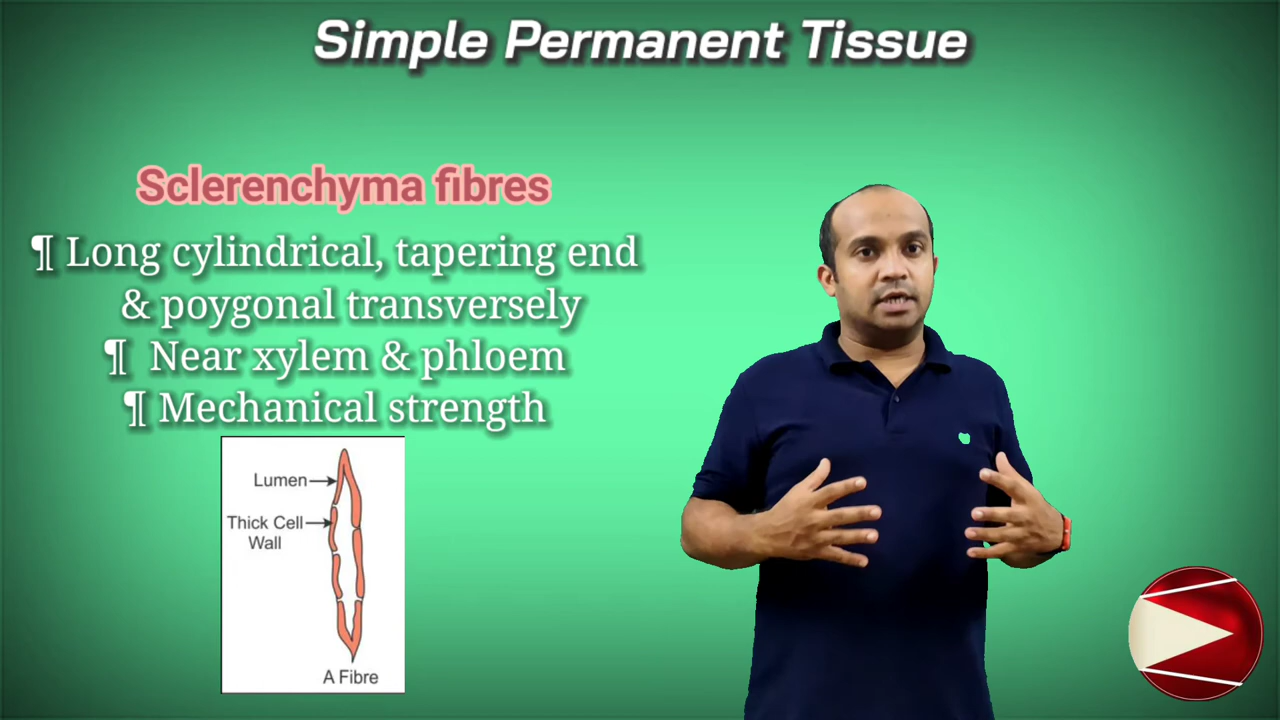 Simple Permanent Tissue
Sclerenchyma fibres
¶ Long cylindrical, tapering end
& poygonal transversely
¶ Near xylem & phloem
¶ Mechanical strength
Lumen
Thick Cell
Wall
A Fibre